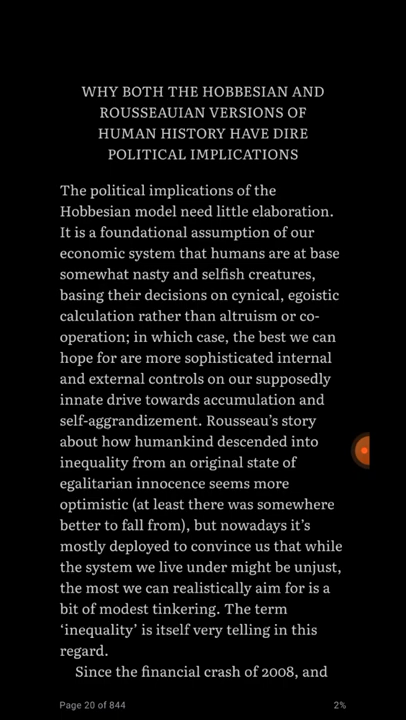 WHY BOTH THE HOBBESIAN AND
ROUSSEAUIAN VERSIONS OF
HUMAN HISTORY HAVE DIRE
POLITICAL IMPLICATIONS
The political implications of the
Hobbesian model need little elaboration.
It is a foundational assumption of our
economic system that humans are at base
somewhat nasty and selfish creatures,
basing their decisions on cynical, egoistic
calculation rather than altruism or co-
operation; in which case, the best we can
hope for are more sophisticated internal
and external controls on our supposedly
innate drive towards accumulation and
self-aggrandizement. Rousseau’s story
about how humankind descended into
inequality from an original state of
egalitarian innocence seems more
optimistic (at least there was somewhere
better to fall from), but nowadays it’s
mostly deployed to convince us that while
the system we live under might be unjust,
the most we can realistically aim for is a
bit of modest tinkering. The term
‘inequality’ is itself very telling in this
regard.
Since the financial crash of 2008, and
Page 20 of 844 2%